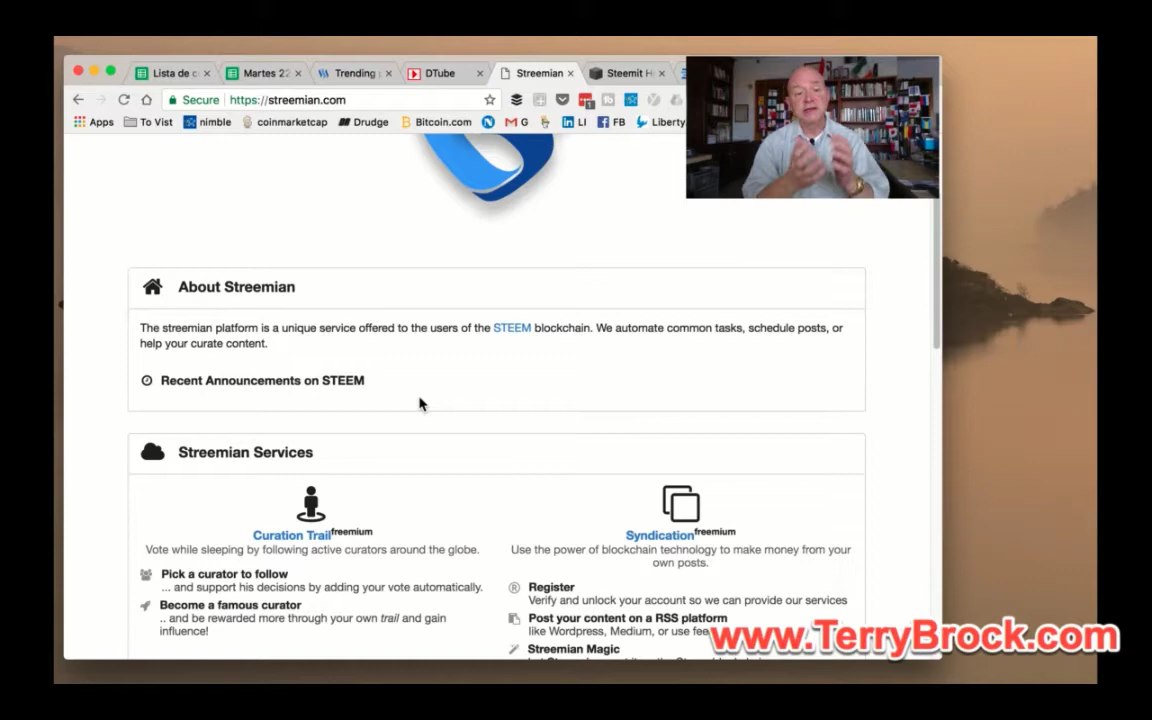 Lista de c
Martes 22
Trending
DTube
Streemian
Steemit H
Secure
https://streemian.com
1
Apps
To Vist
nimble
coinmarketcap
Drudge
Bitcoin.com
G
LI
FB
Liberty
About Streemian
The streemian platform is a unique service offered to the users of the STEEM blockchain. We automate common tasks, schedule posts, or
help your curate content.
Recent Announcements on STEEM
Streemian Services
Curation Trail freemium
Vote while sleeping by following active curators around the globe.
Pick a curator to follow
... and support his decisions by adding your vote automatically.
Become a famous curator
.. and be rewarded more through your own trail and gain
influence!
Syndication freemium
Use the power of blockchain technology to make money from your
own posts.
Register
Verify and unlock your account so we can provide our services
Post your content on a RSS platform
like Wordpress, Medium, or use
Streemian Magic
www.TerryBrock.com